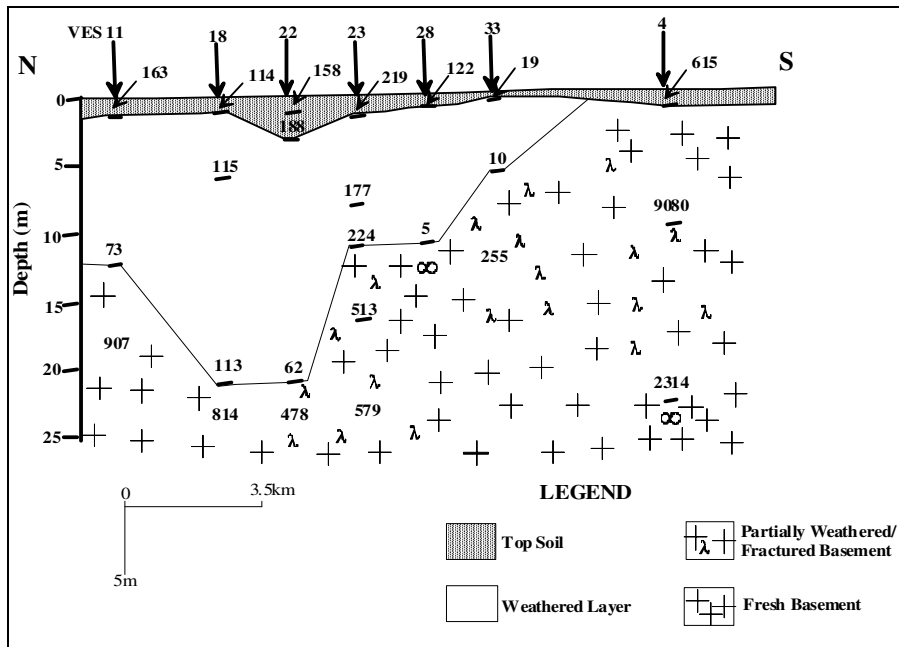 VES 11 18 22 23 28 33 4
N S
163 114 158 219 122 19 615
0
188
5
115 10
177 9080
10
224 5
73 255
∞
15
513
907
20
113 62 2314
814 478 579 ∞
25
Depth (m)
0 3.5km
5m
LEGEND
Top Soil
Partially Weathered/
Fractured Basement
Weathered Layer
Fresh Basement